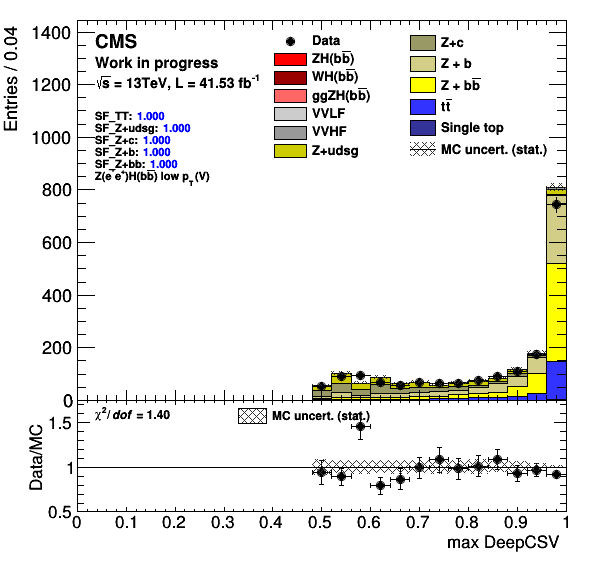 CMS
Work in progress
√s = 13TeV, L = 41.53 fb⁻¹
SF_TT: 1.000
SF_Z+udsg: 1.000
SF_Z+c: 1.000
SF_Z+b: 1.000
SF_Z+bb: 1.000
Z(e⁻e⁺)H(bb̅) low p_T(V)
Data
ZH(bb̅)
WH(bb̅)
ggZH(bb̅)
VVLF
VVHF
Z+udsg
Z+c
Z + b
Z + bb̅
tt̅
Single top
MC uncert. (stat.)
Entries / 0.04
1400
1200
1000
800
600
400
200
0
χ²/dof = 1.40
MC uncert. (stat.)
Data/MC
1.5
1
0.5
0 0.1 0.2 0.3 0.4 0.5 0.6 0.7 0.8 0.9 1
max DeepCSV